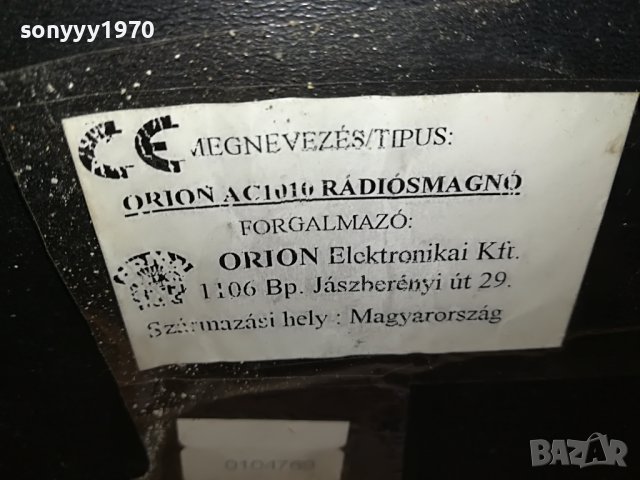 sonyyy1970
CE
MEGNEVEZÉS/TIPUS:
ORION AC1010 RÁDIÓSMAGNÓ
FORGALMAZÓ:
ORION Elektronikai Kft.
1106 Bp. Jászberényi út 29.
Származási hely : Magyarország
0104769
BAZAR